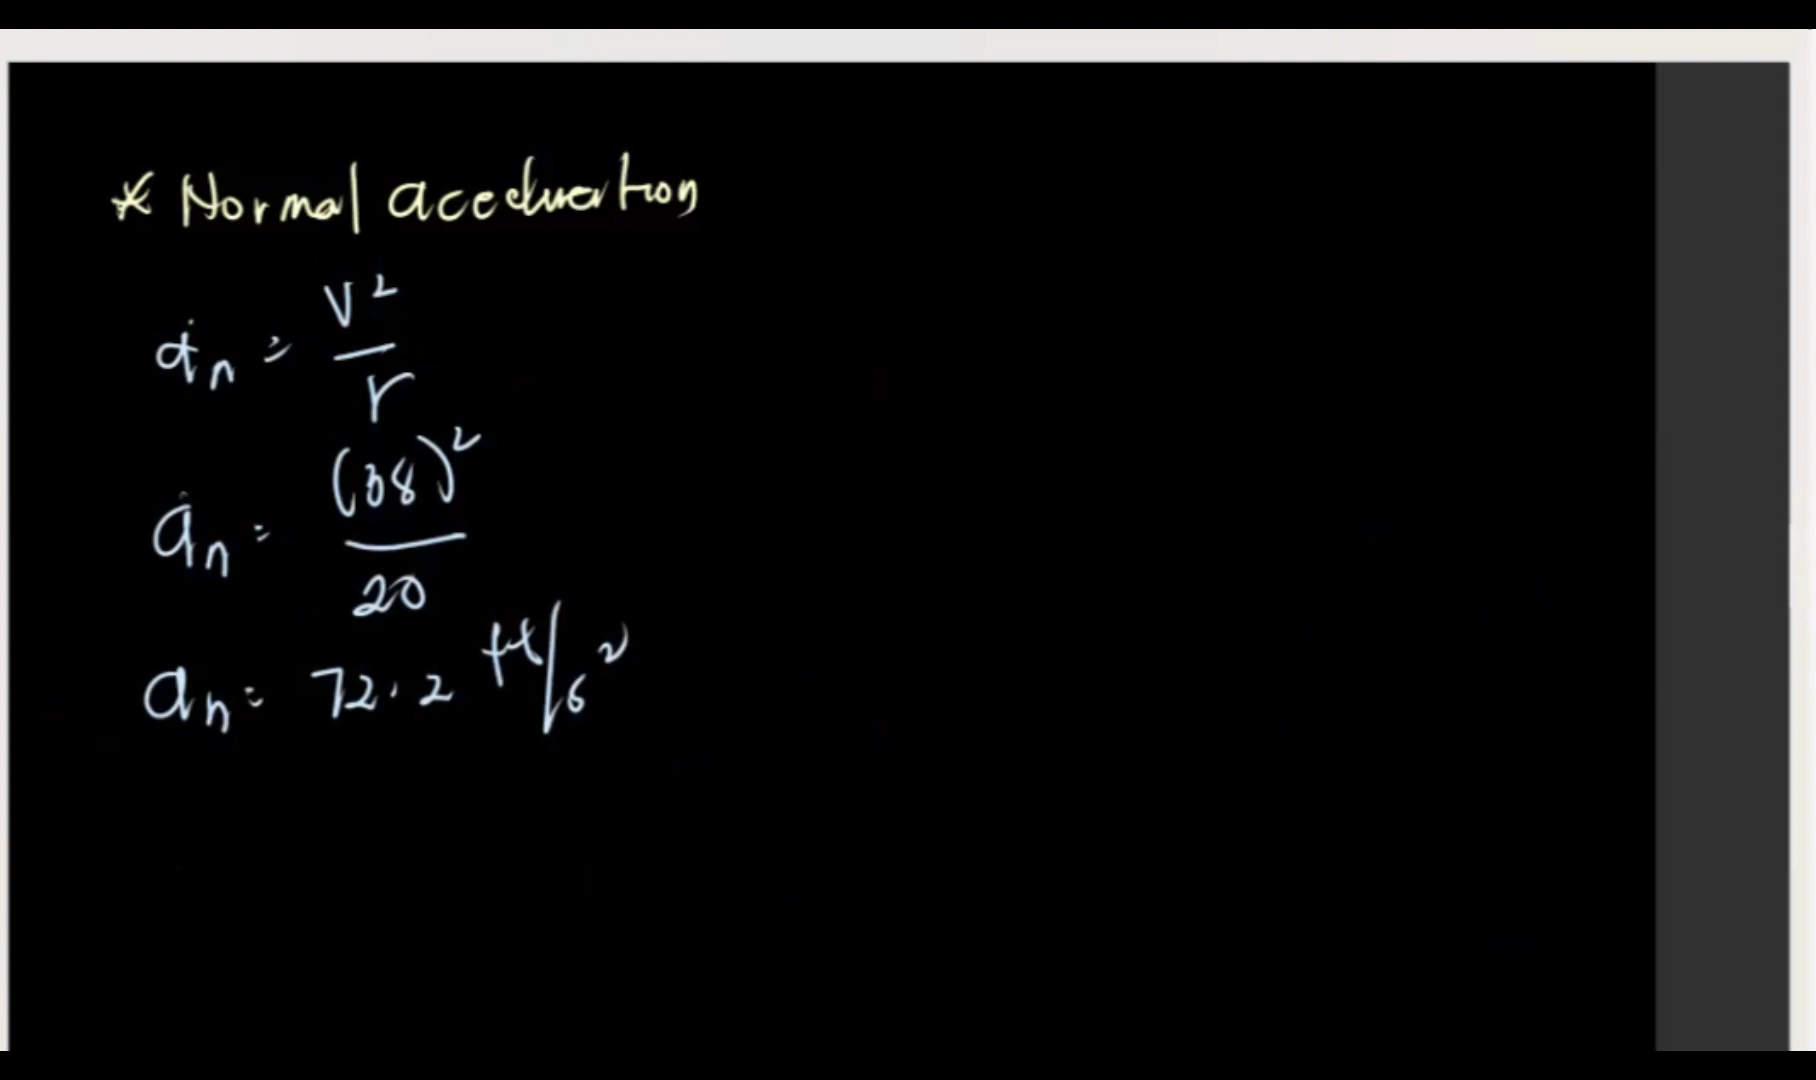 * Normal acceleration
an = V²/r
an = (38)²/20
an = 72.2 ft/s²